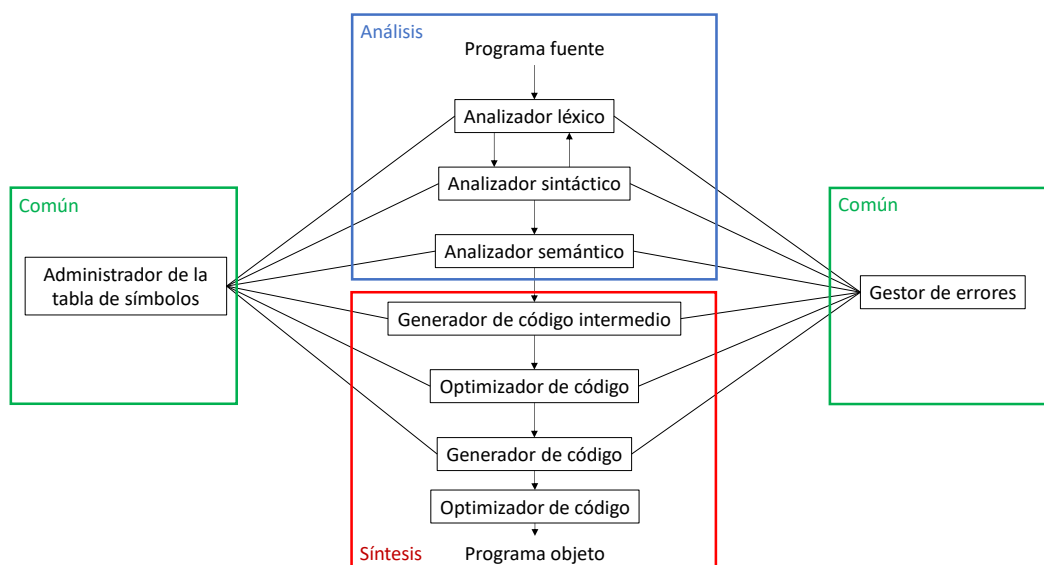 Análisis
Programa fuente
Analizador léxico
Analizador sintáctico
Analizador semántico
Común
Administrador de la
tabla de símbolos
Común
Gestor de errores
Generador de código intermedio
Optimizador de código
Generador de código
Optimizador de código
Síntesis
Programa objeto